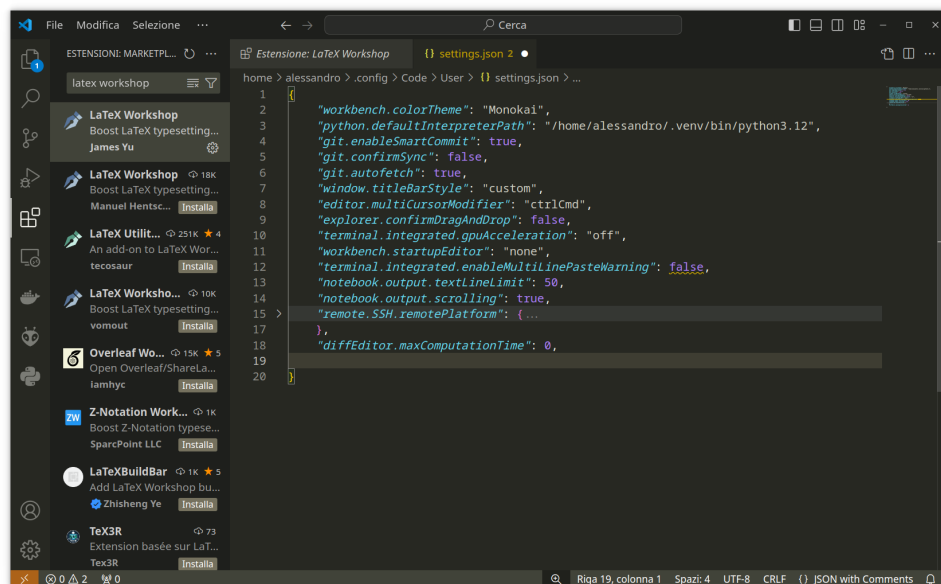 File Modifica Selezione ··· Cerca
ESTENSIONI: MARKETPL... ···
latex workshop
LaTeX Workshop
Boost LaTeX typesetting...
James Yu
LaTeX Workshop 18K
Boost LaTeX typesetting...
Manuel Hentsc... Installa
LaTeX Utilit... 251K ★ 4
An add-on to LaTeX Wor...
tecosaur Installa
LaTeX Worksho... 10K
Boost LaTeX typesetting...
vomout Installa
Overleaf Wo... 15K ★ 5
Open Overleaf/ShareLa...
iamhyc Installa
Z-Notation Work... 1K
Boost Z-Notation typese...
SparcPoint LLC Installa
LaTeXBuildBar 1K ★ 5
Add LaTeX Workshop bu...
Zhisheng Ye Installa
TeX3R 73
Extension basée sur LaT...
Tex3R Installa
1
6
ZW
Estensione: LaTeX Workshop {} settings.json 2 ●
home > alessandro > .config > Code > User > {} settings.json > ...
1 {
2 "workbench.colorTheme": "Monokai",
3 "python.defaultInterpreterPath": "/home/alessandro/.venv/bin/python3.12",
4 "git.enableSmartCommit": true,
5 "git.confirmSync": false,
6 "git.autofetch": true,
7 "window.titleBarStyle": "custom",
8 "editor.multiCursorModifier": "ctrlCmd",
9 "explorer.confirmDragAndDrop": false,
10 "terminal.integrated.gpuAcceleration": "off",
11 "workbench.startupEditor": "none",
12 "terminal.integrated.enableMultiLinePasteWarning": false,
13 "notebook.output.textLineLimit": 50,
14 "notebook.output.scrolling": true,
15 > "remote.SSH.remotePlatform": {...
17 },
18 "diffEditor.maxComputationTime": 0,
19
20 }
0 2 0 Riga 19, colonna 1 Spazi: 4 UTF-8 CRLF {} JSON with Comments